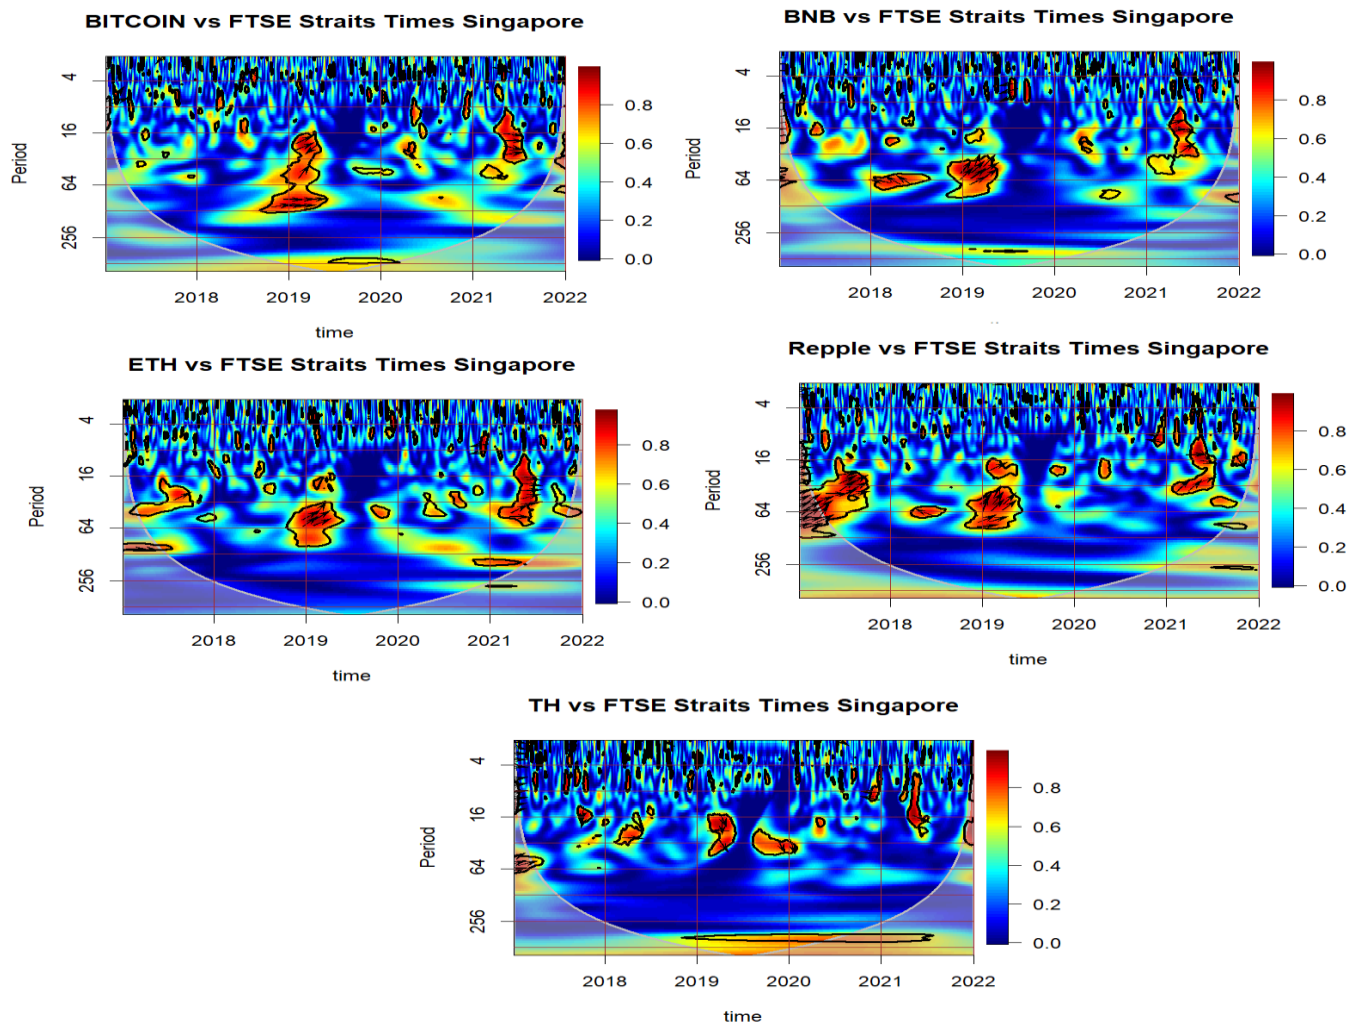 BITCOIN vs FTSE Straits Times Singapore
Period
4
16
64
256
0.8
0.6
0.4
0.2
0.0
2018 2019 2020 2021 2022
time
BNB vs FTSE Straits Times Singapore
Period
4
16
64
256
0.8
0.6
0.4
0.2
0.0
2018 2019 2020 2021 2022
ETH vs FTSE Straits Times Singapore
Period
4
16
64
256
0.8
0.6
0.4
0.2
0.0
2018 2019 2020 2021 2022
time
Repple vs FTSE Straits Times Singapore
Period
4
16
64
256
0.8
0.6
0.4
0.2
0.0
2018 2019 2020 2021 2022
time
TH vs FTSE Straits Times Singapore
Period
4
16
64
256
0.8
0.6
0.4
0.2
0.0
2018 2019 2020 2021 2022
time